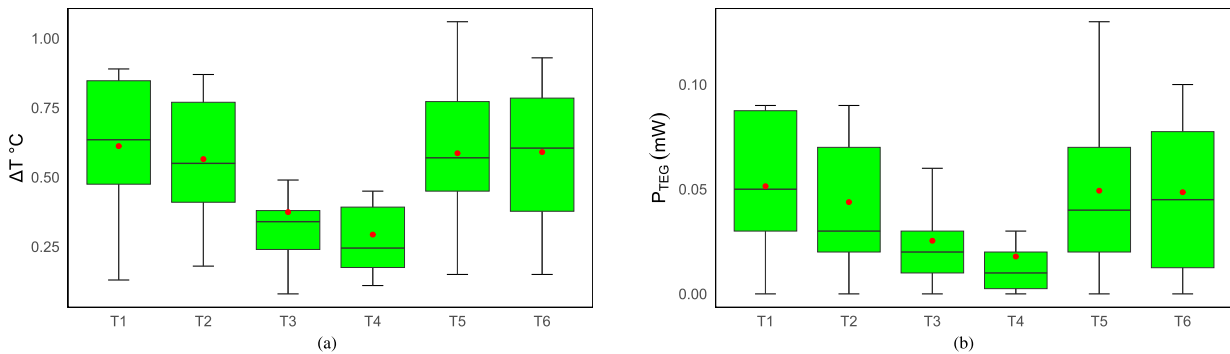 ΔT °C
1.00
0.75
0.50
0.25
T1 T2 T3 T4 T5 T6
(a)
P_TEG (mW)
0.10
0.05
0.00
T1 T2 T3 T4 T5 T6
(b)